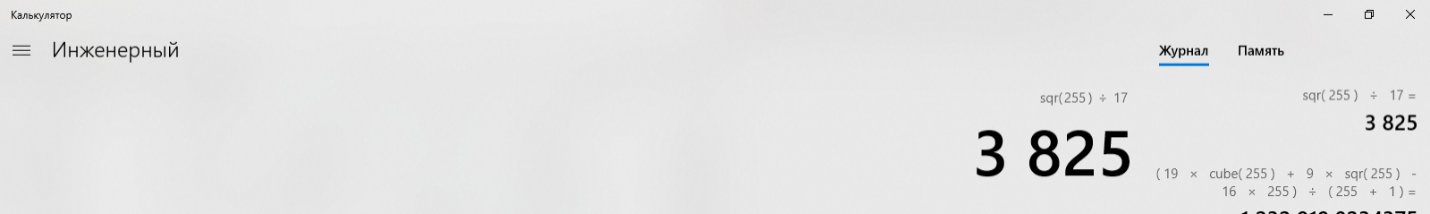 Калькулятор
Инженерный
Журнал Память
sqr(255) ÷ 17
3 825
sqr( 255 ) ÷ 17 =
3 825
( 19 × cube( 255 ) + 9 × sqr( 255 ) -
16 × 255 ) ÷ ( 255 + 1 ) =